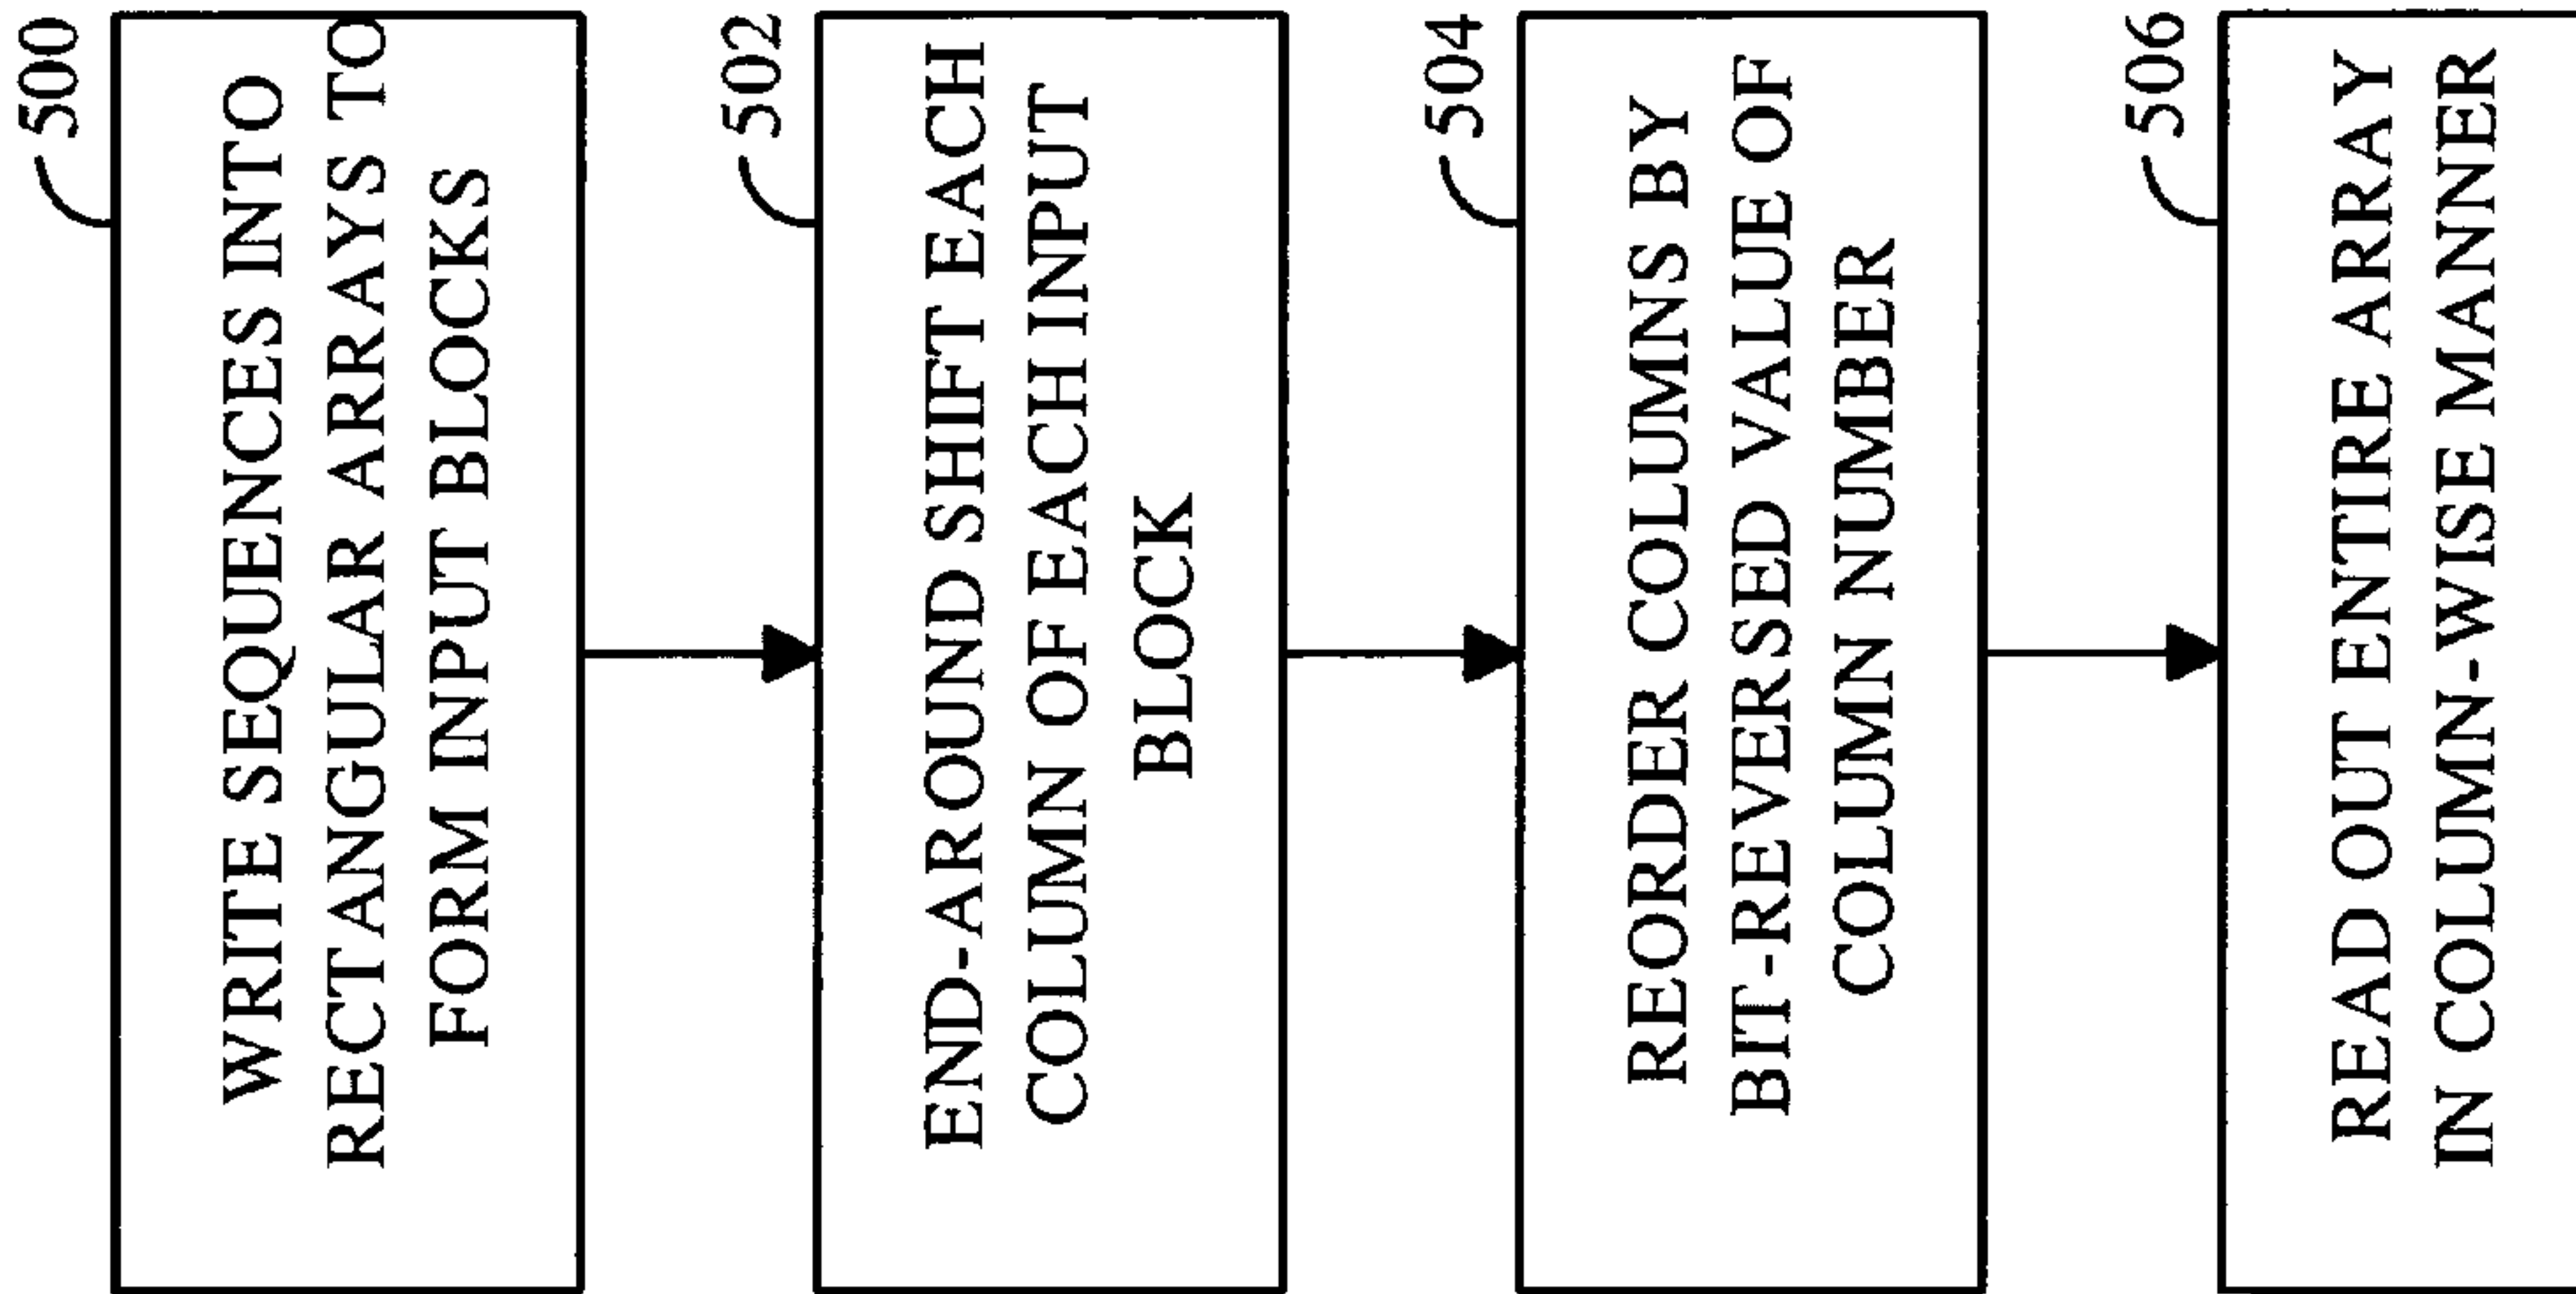 500
WRITE SEQUENCES INTO
RECTANGULAR ARRAYS TO
FORM INPUT BLOCKS
502
END-AROUND SHIFT EACH
COLUMN OF EACH INPUT
BLOCK
504
REORDER COLUMNS BY
BIT-REVERSED VALUE OF
COLUMN NUMBER
506
READ OUT ENTIRE ARRAY
IN COLUMN-WISE MANNER